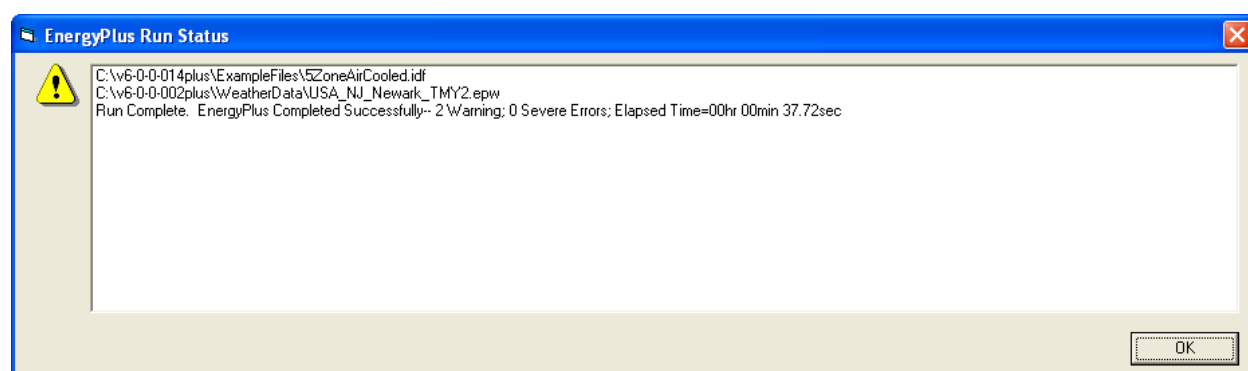 EnergyPlus Run Status
C:\v6-0-0-014plus\ExampleFiles\5ZoneAirCooled.idf
C:\v6-0-0-002plus\WeatherData\USA_NJ_Newark_TMY2.epw
Run Complete.  EnergyPlus Completed Successfully-- 2 Warning; 0 Severe Errors; Elapsed Time=00hr 00min 37.72sec
OK